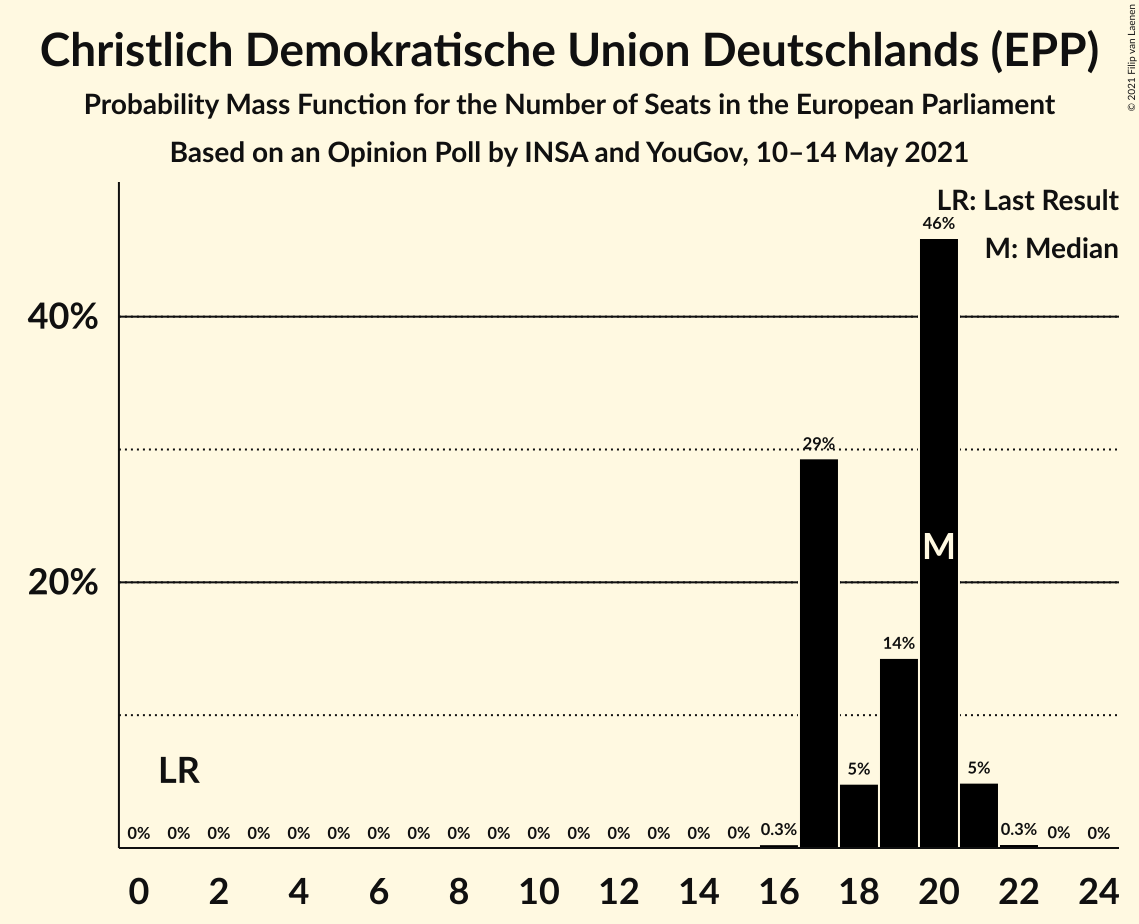 Christlich Demokratische Union Deutschlands (EPP)
Probability Mass Function for the Number of Seats in the European Parliament
Based on an Opinion Poll by INSA and YouGov, 10–14 May 2021
© 2021 Filip van Laenen
LR: Last Result
M: Median
46%
40%
29%
M
20%
14%
LR
5%
5%
0% 0% 0% 0% 0% 0% 0% 0% 0% 0% 0% 0% 0% 0% 0% 0% 0.3% 0.3% 0% 0%
0 2 4 6 8 10 12 14 16 18 20 22 24